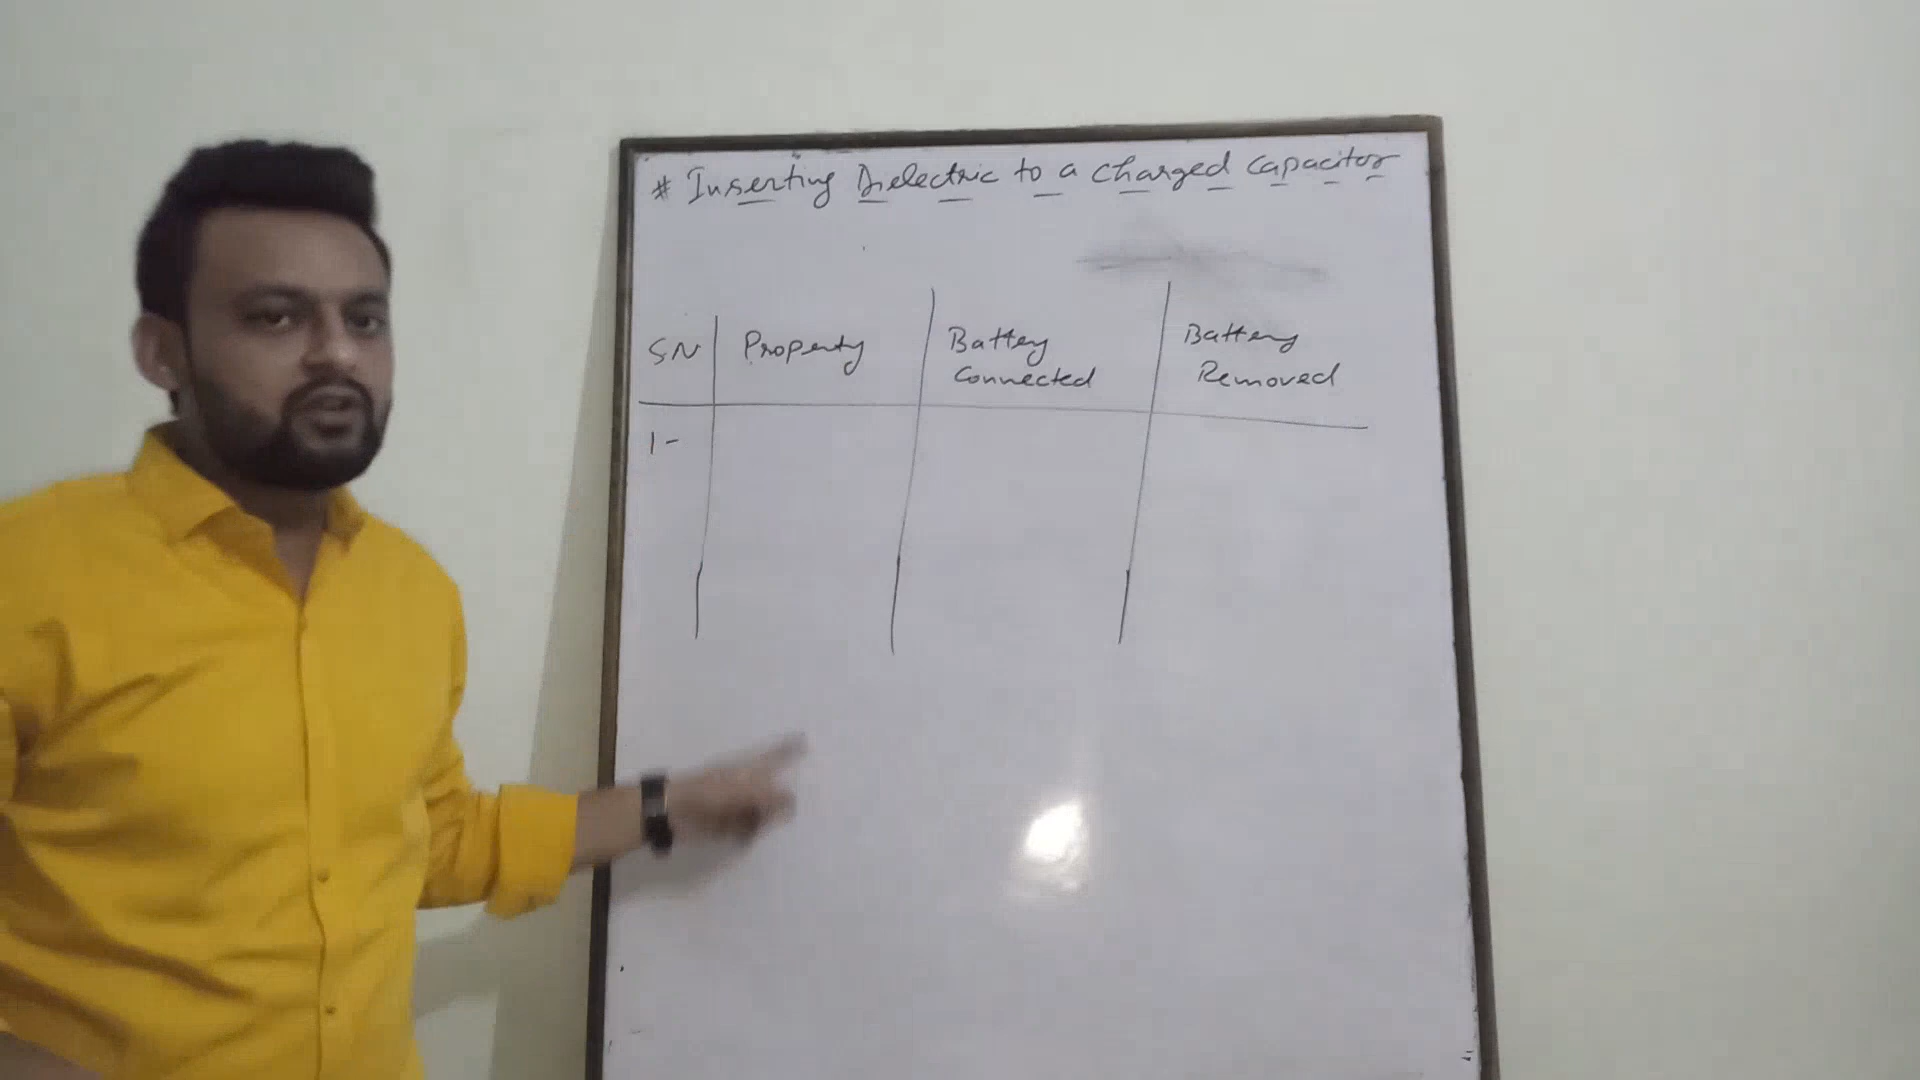 # Inserting Dielectric to a charged capacitor
SN Property Battery Connected Battery Removed
1-